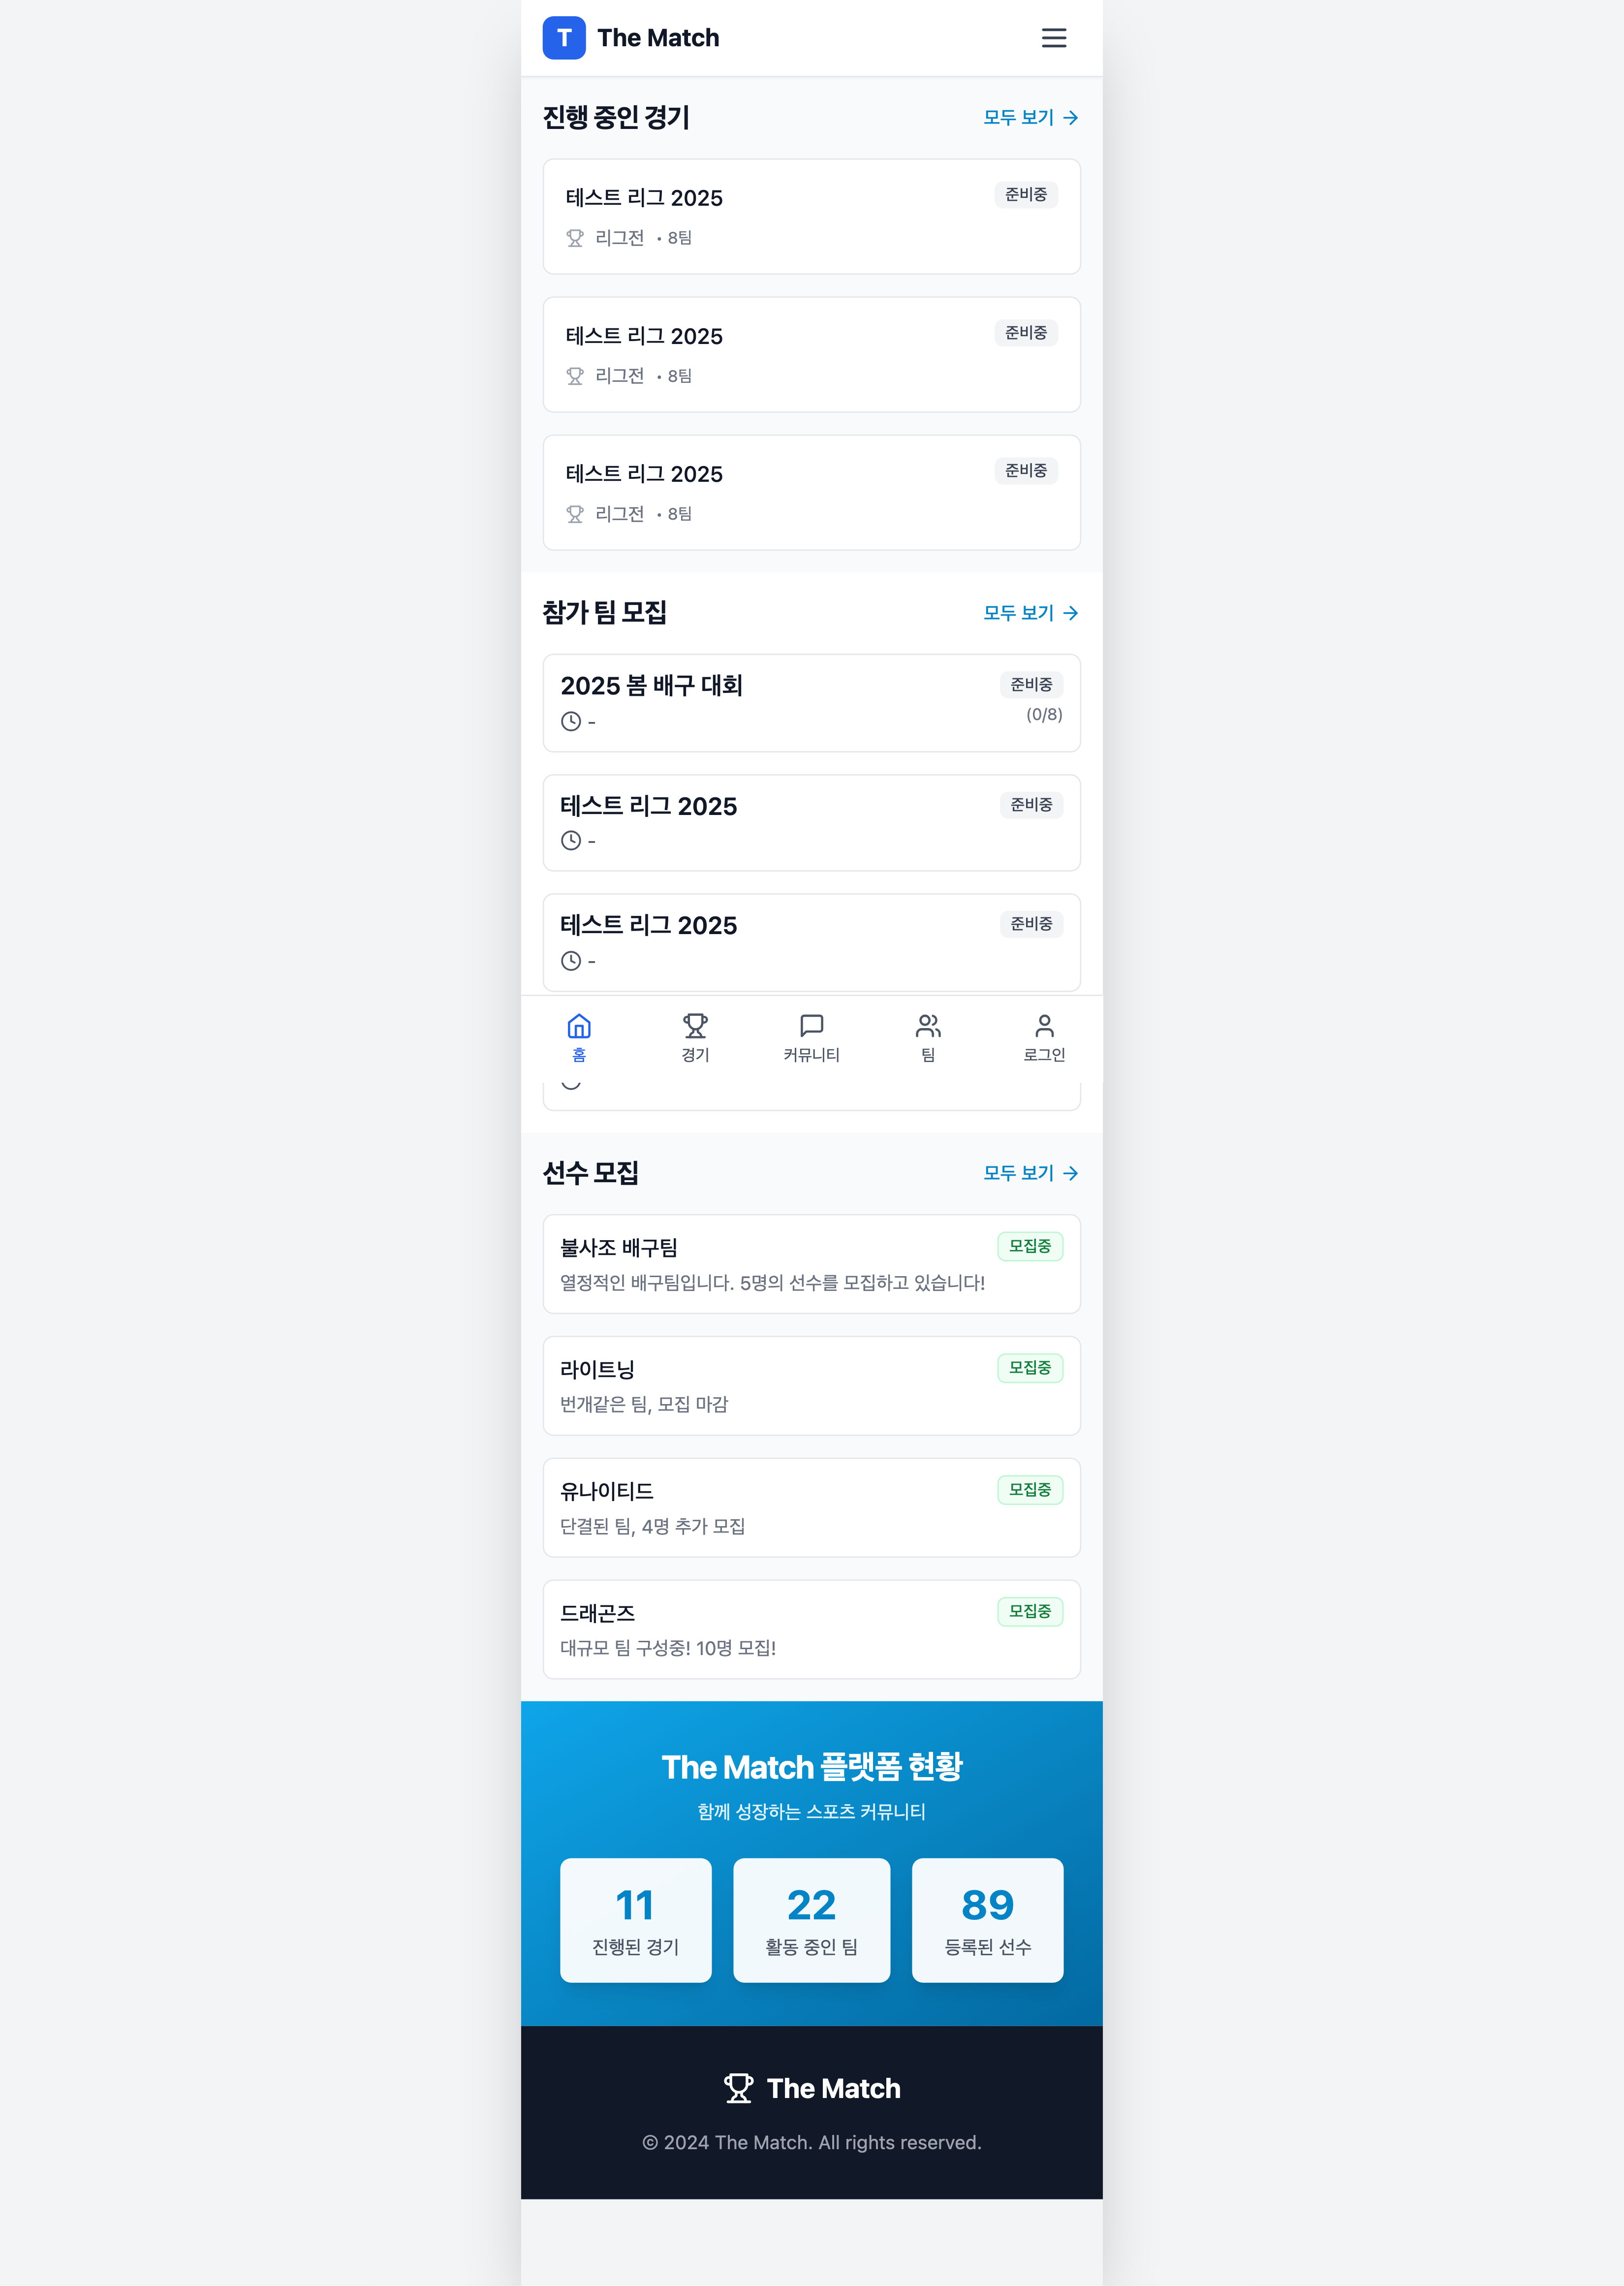 T The Match
진행 중인 경기 모두 보기 →
테스트 리그 2025 준비중
리그전 • 8팀
테스트 리그 2025 준비중
리그전 • 8팀
테스트 리그 2025 준비중
리그전 • 8팀
참가 팀 모집 모두 보기 →
2025 봄 배구 대회 준비중
- (0/8)
테스트 리그 2025 준비중
-
테스트 리그 2025 준비중
-
홈 경기 커뮤니티 팀 로그인
선수 모집 모두 보기 →
불사조 배구팀 모집중
열정적인 배구팀입니다. 5명의 선수를 모집하고 있습니다!
라이트닝 모집중
번개같은 팀, 모집 마감
유나이티드 모집중
단결된 팀, 4명 추가 모집
드래곤즈 모집중
대규모 팀 구성중! 10명 모집!
The Match 플랫폼 현황
함께 성장하는 스포츠 커뮤니티
11 22 89
진행된 경기 활동 중인 팀 등록된 선수
The Match
© 2024 The Match. All rights reserved.